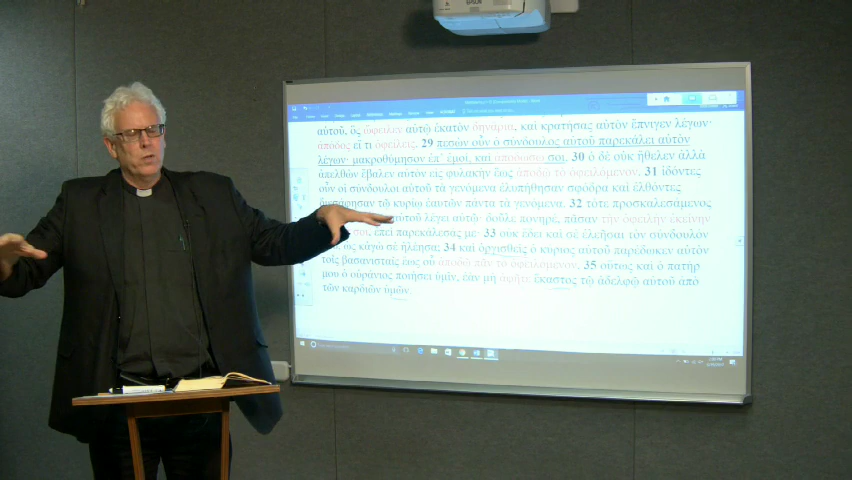 EPSON
αὐτοῦ, ὃς ὤφειλεν αὐτῷ ἑκατὸν δηνάρια, καὶ κρατήσας αὐτὸν ἔπνιγεν λέγων·
ἀπόδος εἴ τι ὀφείλεις. 29 πεσὼν οὖν ὁ σύνδουλος αὐτοῦ παρεκάλει αὐτὸν
λέγων· μακροθύμησον ἐπ᾽ ἐμοί, καὶ ἀποδώσω σοι. 30 ὁ δὲ οὐκ ἤθελεν ἀλλὰ
ἀπελθὼν ἔβαλεν αὐτὸν εἰς φυλακὴν ἕως ἀποδῷ τὸ ὀφειλόμενον. 31 ἰδόντες
οὖν οἱ σύνδουλοι αὐτοῦ τὰ γενόμενα ἐλυπήθησαν σφόδρα καὶ ἐλθόντες
διεσάφησαν τῷ κυρίῳ ἑαυτῶν πάντα τὰ γενόμενα. 32 τότε προσκαλεσάμενος
αὐτοῦ λέγει αὐτῷ· δοῦλε πονηρέ, πᾶσαν τὴν ὀφειλὴν ἐκείνην
σοι, ἐπεὶ παρεκάλεσάς με· 33 οὐκ ἔδει καὶ σὲ ἐλεῆσαι τὸν σύνδουλόν
ὡς κἀγὼ σὲ ἠλέησα; 34 καὶ ὀργισθεὶς ὁ κύριος αὐτοῦ παρέδωκεν αὐτὸν
τοῖς βασανισταῖς ἕως οὗ ἀποδῷ πᾶν τὸ ὀφειλόμενον. 35 οὕτως καὶ ὁ πατήρ
μου ὁ οὐράνιος ποιήσει ὑμῖν, ἐὰν μὴ ἀφῆτε ἕκαστος τῷ ἀδελφῷ αὐτοῦ ἀπὸ
τῶν καρδιῶν ὑμῶν.